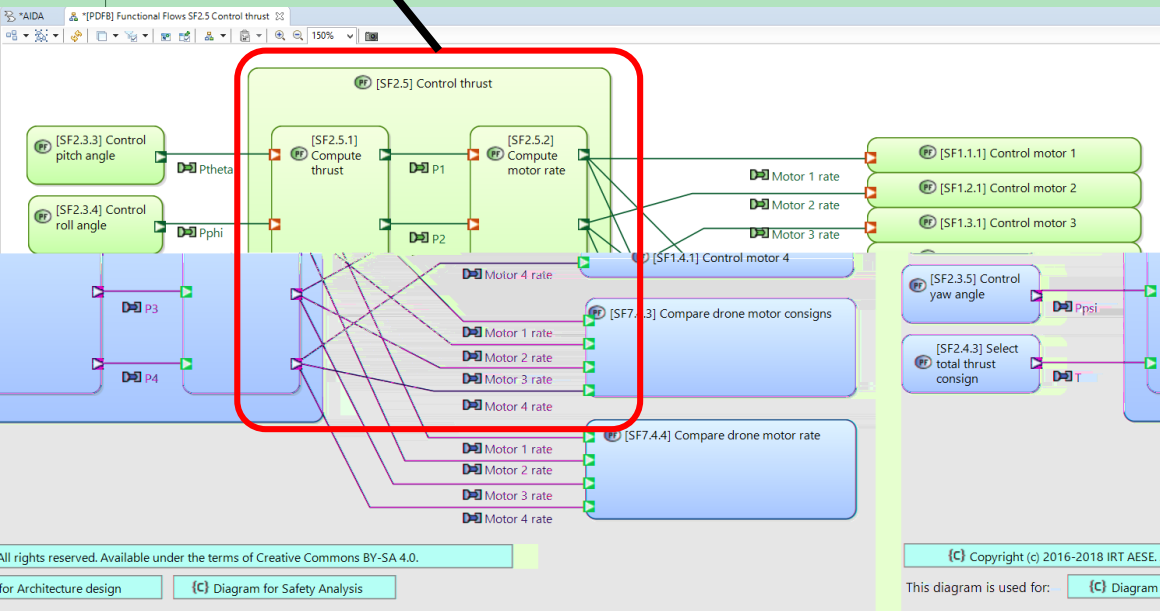 *AIDA
*[PDFB] Functional Flows SF2.5 Control thrust
150%
[SF2.5] Control thrust
[SF2.3.3] Control
pitch angle
Ptheta
[SF2.5.1]
Compute
thrust
P1
[SF2.5.2]
Compute
motor rate
[SF2.3.4] Control
roll angle
Pphi
P2
Motor 1 rate
Motor 2 rate
Motor 3 rate
[SF1.1.1] Control motor 1
[SF1.2.1] Control motor 2
[SF1.3.1] Control motor 3
[SF1.4.1] Control motor 4
Motor 4 rate
P3
P4
[SF7. .3] Compare drone motor consigns
Motor 1 rate
Motor 2 rate
Motor 3 rate
Motor 4 rate
[SF7.4.4] Compare drone motor rate
Motor 1 rate
Motor 2 rate
Motor 3 rate
Motor 4 rate
[SF2.3.5] Control
yaw angle
Ppsi
[SF2.4.3] Select
total thrust
consign
T
All rights reserved. Available under the terms of Creative Commons BY-SA 4.0.
for Architecture design
{C} Diagram for Safety Analysis
{C} Copyright (c) 2016-2018 IRT AESE.
This diagram is used for:
{C} Diagram